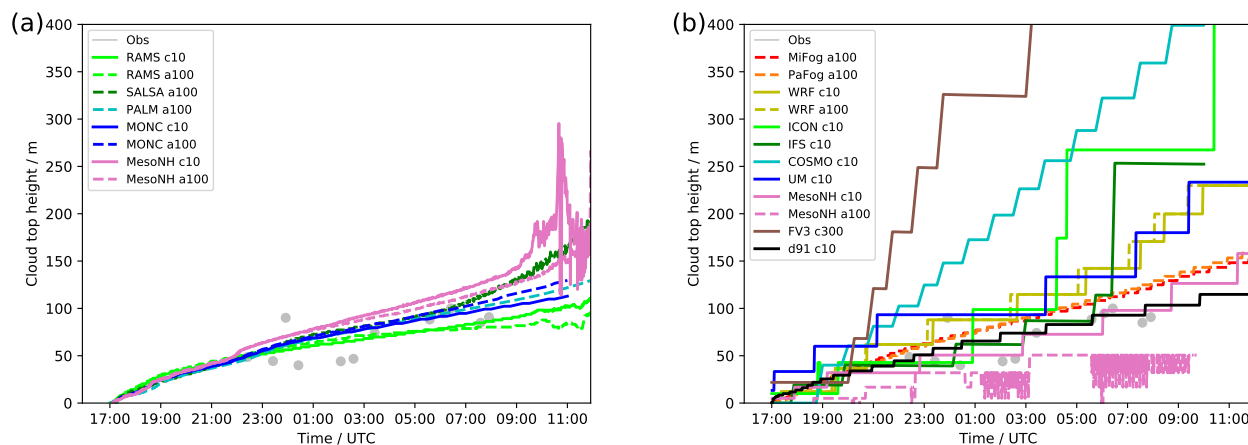 (a)
Cloud top height / m
400
350
300
250
200
150
100
50
0
Obs
RAMS c10
RAMS a100
SALSA a100
PALM a100
MONC c10
MONC a100
MesoNH c10
MesoNH a100
17:00 19:00 21:00 23:00 01:00 03:00 05:00 07:00 09:00 11:00
Time / UTC
(b)
Cloud top height / m
400
350
300
250
200
150
100
50
0
Obs
MiFog a100
PaFog a100
WRF c10
WRF a100
ICON c10
IFS c10
COSMO c10
UM c10
MesoNH c10
MesoNH a100
FV3 c300
d91 c10
17:00 19:00 21:00 23:00 01:00 03:00 05:00 07:00 09:00 11:00
Time / UTC